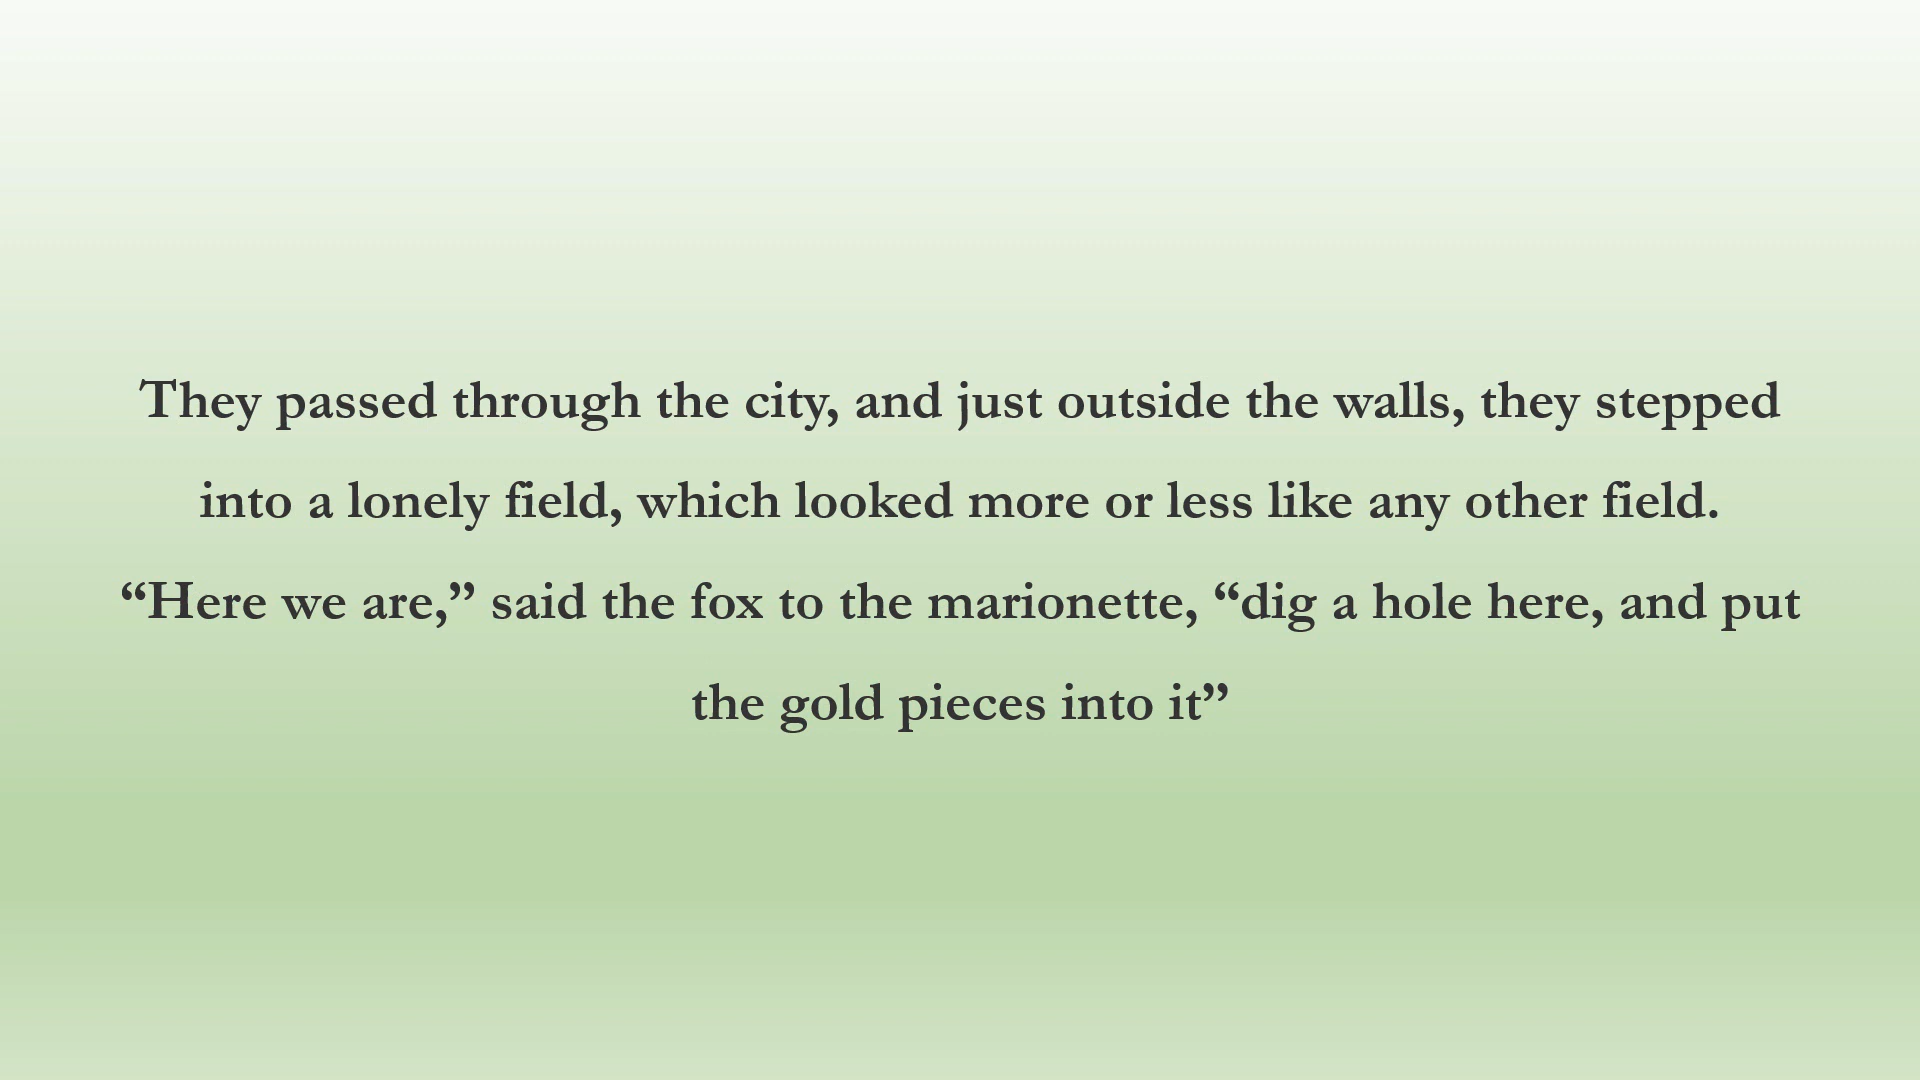 They passed through the city, and just outside the walls, they stepped
into a lonely field, which looked more or less like any other field.
“Here we are,” said the fox to the marionette, “dig a hole here, and put
the gold pieces into it”